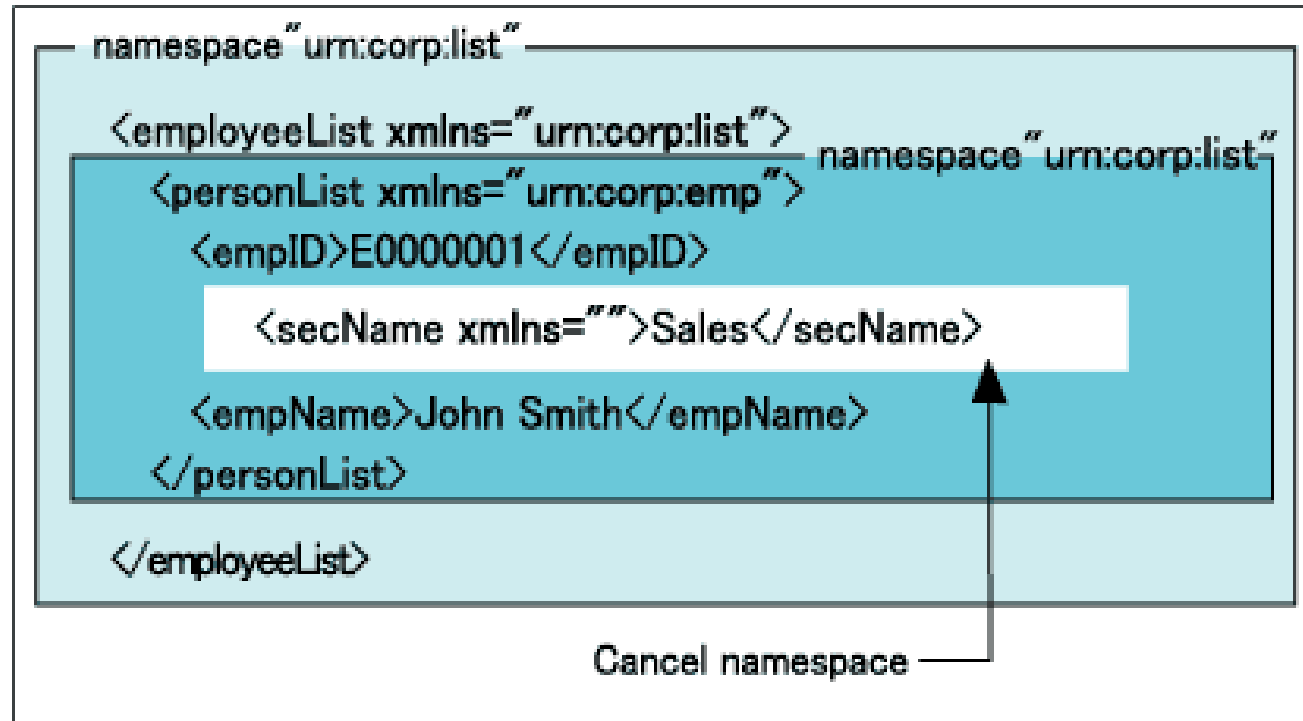 namespace"urn:corp:list"
<employeeList xmlns="urn:corp:list">
namespace"urn:corp:list"
<personList xmlns="urn:corp:emp">
<empID>E0000001</empID>
<secName xmlns="">Sales</secName>
<empName>John Smith</empName>
</personList>
</employeeList>
Cancel namespace